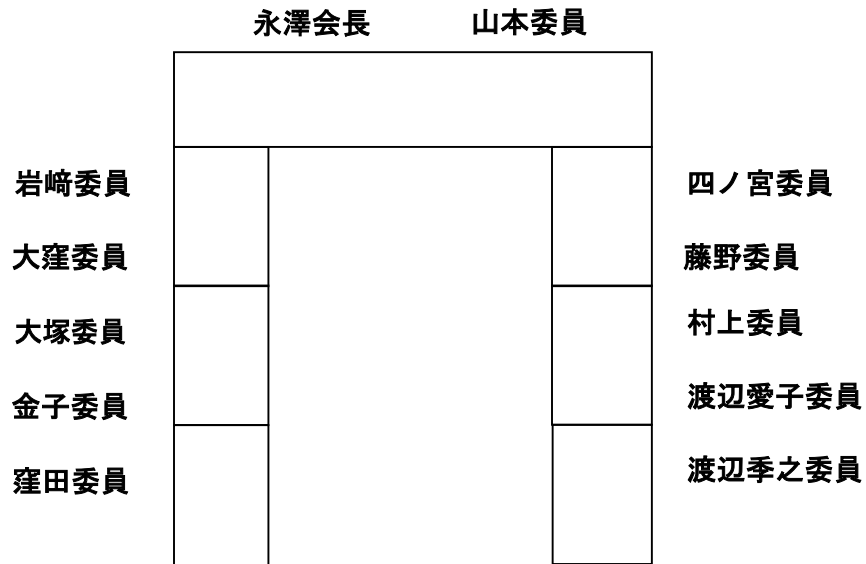 永澤会長 山本委員
岩﨑委員 四ノ宮委員
大窪委員 藤野委員
大塚委員 村上委員
金子委員 渡辺愛子委員
窪田委員 渡辺季之委員